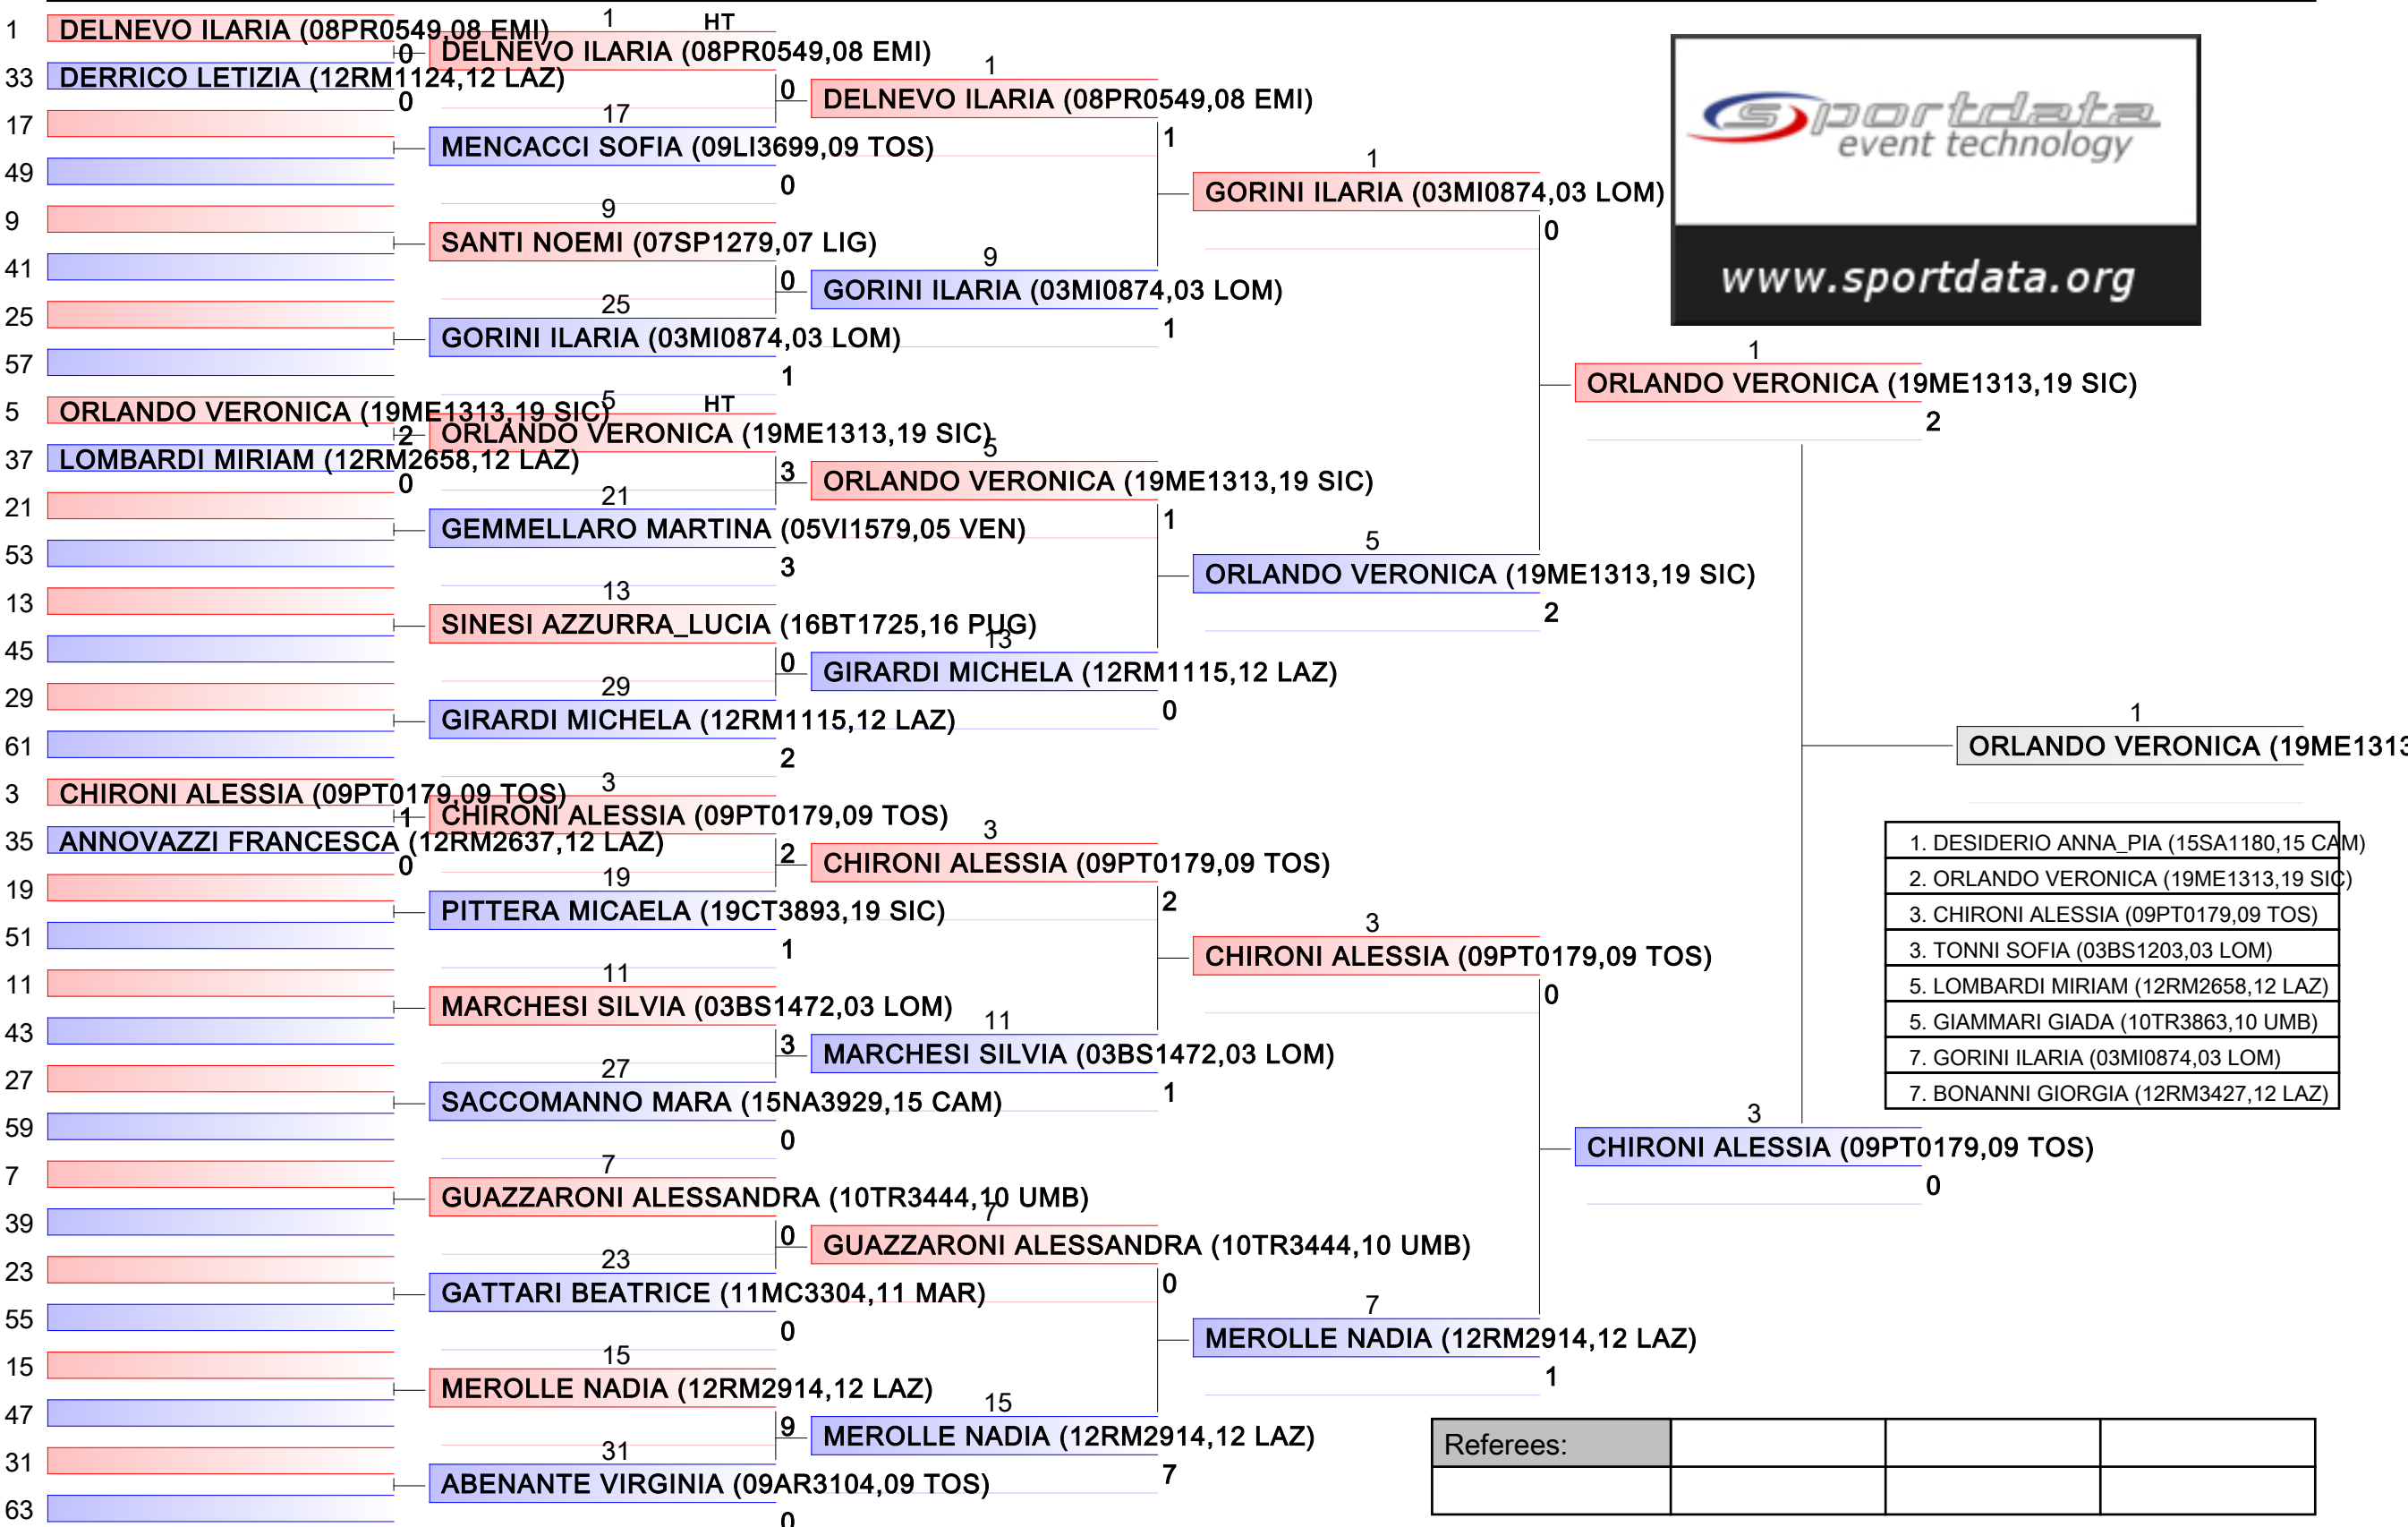 1 DELNEVO ILARIA (08PR0549,08 EMI)
0
33 DERRICO LETIZIA (12RM1124,12 LAZ)
0
17
49
9
41
25
57
5 ORLANDO VERONICA (19ME1313,19 SIC)
2
37 LOMBARDI MIRIAM (12RM2658,12 LAZ)
0
21
53
13
45
29
61
3 CHIRONI ALESSIA (09PT0179,09 TOS)
1
35 ANNOVAZZI FRANCESCA (12RM2637,12 LAZ)
0
19
51
11
43
27
59
7
39
23
55
15
47
31
63
1 HT
DELNEVO ILARIA (08PR0549,08 EMI)
0
17
MENCACCI SOFIA (09LI3699,09 TOS)
0
9
SANTI NOEMI (07SP1279,07 LIG)
0
25
GORINI ILARIA (03MI0874,03 LOM)
1
5 HT
ORLANDO VERONICA (19ME1313,19 SIC)
3
21
GEMMELLARO MARTINA (05VI1579,05 VEN)
3
13
SINESI AZZURRA_LUCIA (16BT1725,16 PUG)
0
29
GIRARDI MICHELA (12RM1115,12 LAZ)
2
3
CHIRONI ALESSIA (09PT0179,09 TOS)
2
19
PITTERA MICAELA (19CT3893,19 SIC)
1
11
MARCHESI SILVIA (03BS1472,03 LOM)
3
27
SACCOMANNO MARA (15NA3929,15 CAM)
0
7
GUAZZARONI ALESSANDRA (10TR3444,10 UMB)
0
23
GATTARI BEATRICE (11MC3304,11 MAR)
0
15
MEROLLE NADIA (12RM2914,12 LAZ)
9
31
ABENANTE VIRGINIA (09AR3104,09 TOS)
0
1
DELNEVO ILARIA (08PR0549,08 EMI)
1
9
GORINI ILARIA (03MI0874,03 LOM)
1
5
ORLANDO VERONICA (19ME1313,19 SIC)
1
13
GIRARDI MICHELA (12RM1115,12 LAZ)
0
3
CHIRONI ALESSIA (09PT0179,09 TOS)
2
11
MARCHESI SILVIA (03BS1472,03 LOM)
1
7
GUAZZARONI ALESSANDRA (10TR3444,10 UMB)
0
15
MEROLLE NADIA (12RM2914,12 LAZ)
7
1
GORINI ILARIA (03MI0874,03 LOM)
0
5
ORLANDO VERONICA (19ME1313,19 SIC)
2
3
CHIRONI ALESSIA (09PT0179,09 TOS)
0
7
MEROLLE NADIA (12RM2914,12 LAZ)
1
sportdata
event technology
www.sportdata.org
1
ORLANDO VERONICA (19ME1313,19 SIC)
2
3
CHIRONI ALESSIA (09PT0179,09 TOS)
0
1
ORLANDO VERONICA (19ME1313
1. DESIDERIO ANNA_PIA (15SA1180,15 CAM)
2. ORLANDO VERONICA (19ME1313,19 SIC)
3. CHIRONI ALESSIA (09PT0179,09 TOS)
3. TONNI SOFIA (03BS1203,03 LOM)
5. LOMBARDI MIRIAM (12RM2658,12 LAZ)
5. GIAMMARI GIADA (10TR3863,10 UMB)
7. GORINI ILARIA (03MI0874,03 LOM)
7. BONANNI GIORGIA (12RM3427,12 LAZ)
Referees: